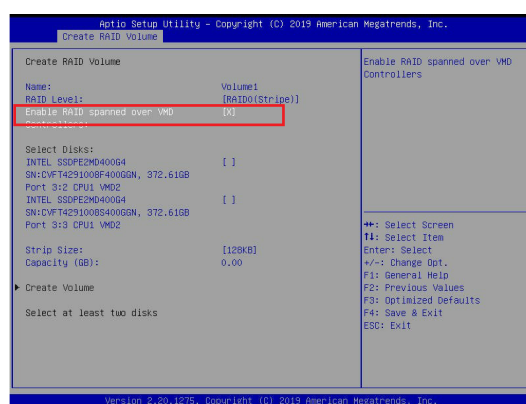 Aptio Setup Utility – Copyright (C) 2019 American Megatrends, Inc.
Create RAID Volume
Create RAID Volume
Name: Volume1
RAID Level: [RAID0(Stripe)]
Enable RAID spanned over VMD [X]
Controllers:
Select Disks:
INTEL SSDPE2MD400G4 [ ]
SN:CVFT4291008F400GGN, 372.61GB
Port 3:2 CPU1 VMD2
INTEL SSDPE2MD400G4 [ ]
SN:CVFT4291008S400GGN, 372.61GB
Port 3:3 CPU1 VMD2
Strip Size: [128KB]
Capacity (GB): 0.00
▶ Create Volume
Select at least two disks
Enable RAID spanned over VMD
Controllers
→←: Select Screen
↑↓: Select Item
Enter: Select
+/-: Change Opt.
F1: General Help
F2: Previous Values
F3: Optimized Defaults
F4: Save & Exit
ESC: Exit
Version 2.20.1275. Copyright (C) 2019 American Megatrends, Inc.